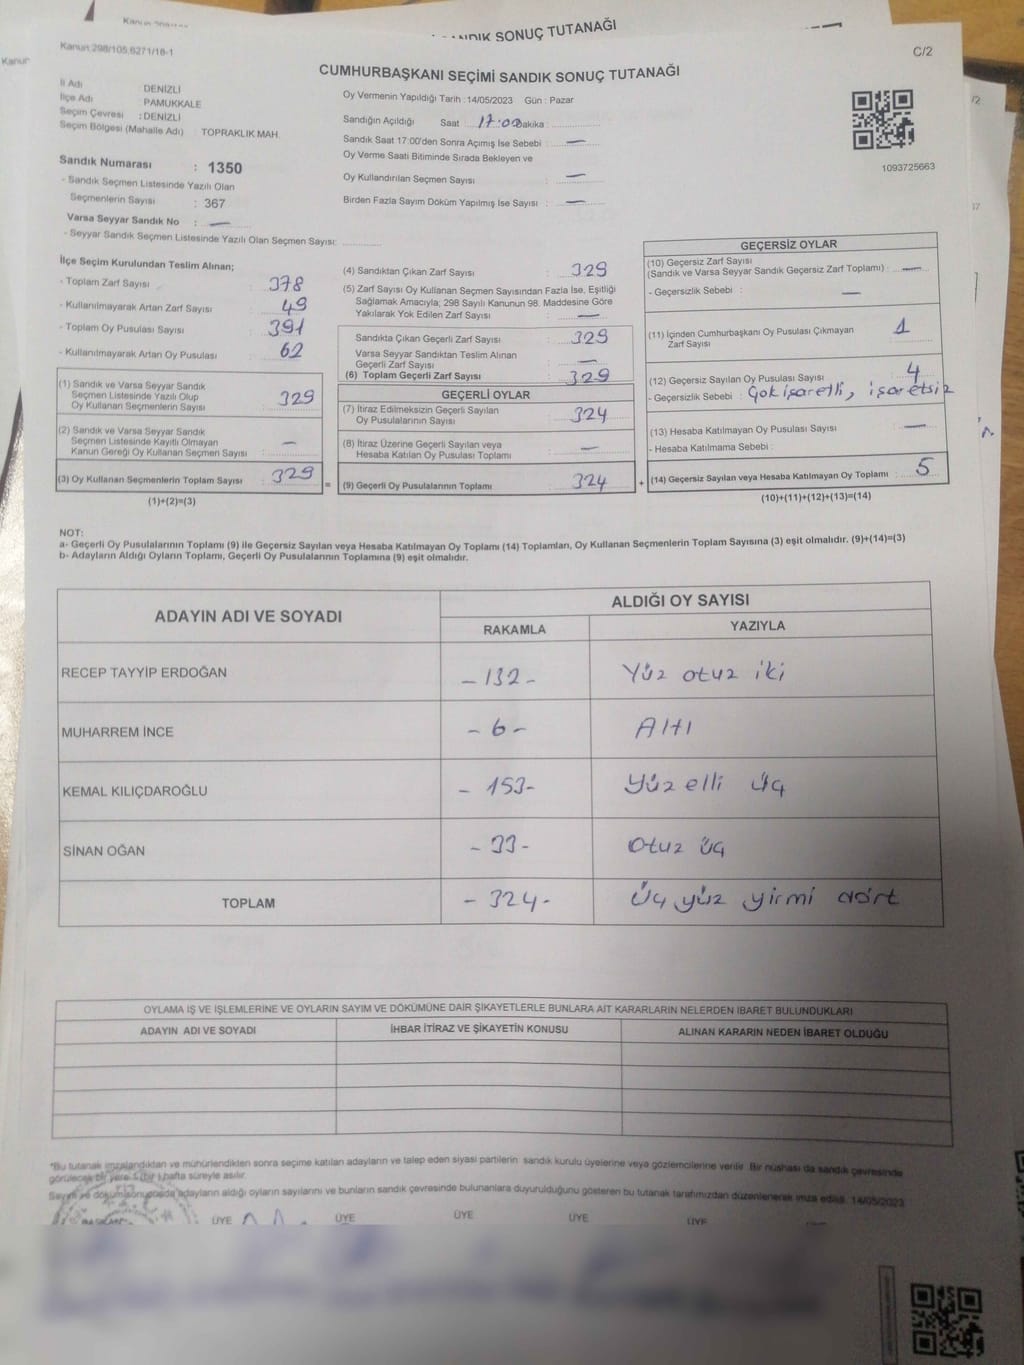 Kanun 298/105.6271/18-1
SANDIK SONUÇ TUTANAĞI
C/2
CUMHURBAŞKANI SEÇİMİ SANDIK SONUÇ TUTANAĞI
İl Adı DENİZLİ
İlçe Adı PAMUKKALE
Seçim Çevresi : DENİZLİ
Seçim Bölgesi (Mahalle Adı) : TOPRAKLIK MAH.
Sandık Numarası : 1350
- Sandık Seçmen Listesinde Yazılı Olan
Seçmenlerin Sayısı : 367
Varsa Seyyar Sandık No : —
- Seyyar Sandık Seçmen Listesinde Yazılı Olan Seçmen Sayısı:
Oy Vermenin Yapıldığı Tarih : 14/05/2023 Gün : Pazar
Sandığın Açıldığı Saat 17:00 Dakika :
Sandık Saat 17:00'den Sonra Açımış İse Sebebi : —
Oy Verme Saati Bitiminde Sırada Bekleyen ve
Oy Kullandırılan Seçmen Sayısı : —
Birden Fazla Sayım Döküm Yapılmış İse Sayısı : —
1093725663
İlçe Seçim Kurulundan Teslim Alınan;
- Toplam Zarf Sayısı : 378
- Kullanılmayarak Artan Zarf Sayısı : 49
- Toplam Oy Pusulası Sayısı : 391
- Kullanılmayarak Artan Oy Pusulası : 62
(1) Sandık ve Varsa Seyyar Sandık
Seçmen Listesinde Yazılı Olup
Oy Kullanan Seçmenlerin Sayısı : 329
(2) Sandık ve Varsa Seyyar Sandık
Seçmen Listesinde Kayıtlı Olmayan
Kanun Gereği Oy Kullanan Seçmen Sayısı : —
(3) Oy Kullanan Seçmenlerin Toplam Sayısı : 329
(1)+(2)=(3)
(4) Sandıktan Çıkan Zarf Sayısı : 329
(5) Zarf Sayısı Oy Kullanan Seçmen Sayısından Fazla İse, Eşitliği
Sağlamak Amacıyla; 298 Sayılı Kanunun 98. Maddesine Göre
Yakılarak Yok Edilen Zarf Sayısı : —
Sandıkta Çıkan Geçerli Zarf Sayısı : 329
Varsa Seyyar Sandıktan Teslim Alınan
Geçerli Zarf Sayısı : —
(6) Toplam Geçerli Zarf Sayısı : 329
GEÇERLİ OYLAR
(7) İtiraz Edilmeksizin Geçerli Sayılan
Oy Pusulalarının Sayısı : 324
(8) İtiraz Üzerine Geçerli Sayılan veya
Hesaba Katılan Oy Pusulası Toplamı : —
= (9) Geçerli Oy Pusulalarının Toplamı : 324 +
GEÇERSİZ OYLAR
(10) Geçersiz Zarf Sayısı
(Sandık ve Varsa Seyyar Sandık Geçersiz Zarf Toplamı) : —
- Geçersizlik Sebebi : —
(11) İçinden Cumhurbaşkanı Oy Pusulası Çıkmayan
Zarf Sayısı : 1
(12) Geçersiz Sayılan Oy Pusulası Sayısı : 4
- Geçersizlik Sebebi : Çok işaretli, işaretsiz
(13) Hesaba Katılmayan Oy Pusulası Sayısı : —
- Hesaba Katılmama Sebebi :
(14) Geçersiz Sayılan veya Hesaba Katılmayan Oy Toplamı : 5
(10)+(11)+(12)+(13)=(14)
NOT:
a- Geçerli Oy Pusulalarının Toplamı (9) ile Geçersiz Sayılan veya Hesaba Katılmayan Oy Toplamı (14) Toplamları, Oy Kullanan Seçmenlerin Toplam Sayısına (3) eşit olmalıdır. (9)+(14)=(3)
b- Adayların Aldığı Oyların Toplamı, Geçerli Oy Pusulalarının Toplamına (9) eşit olmalıdır.
ADAYIN ADI VE SOYADI ALDIĞI OY SAYISI
RAKAMLA YAZIYLA
RECEP TAYYİP ERDOĞAN -132- Yüz otuz iki
MUHARREM İNCE -6- Altı
KEMAL KILIÇDAROĞLU -153- Yüz elli üç
SİNAN OĞAN -33- Otuz üç
TOPLAM -324- Üç yüz yirmi dört
OYLAMA İŞ VE İŞLEMLERİNE VE OYLARIN SAYIM VE DÖKÜMÜNE DAİR ŞİKAYETLERLE BUNLARA AİT KARARLARIN NELERDEN İBARET BULUNDUKLARI
ADAYIN ADI VE SOYADI İHBAR İTİRAZ VE ŞİKAYETİN KONUSU ALINAN KARARIN NEDEN İBARET OLDUĞU
*Bu tutanak imzalandıktan ve mühürlendikten sonra seçime katılan adayların ve talep eden siyasi partilerin sandık kurulu üyelerine veya gözlemcilerine verilir. Bir nüshası da sandık çevresinde
görülecek bir yere 1 (bir) hafta süreyle asılır.
Sayım ve döküm sonucunda adayların aldığı oyların sayılarını ve bunların sandık çevresinde bulunanlara duyurulduğunu gösteren bu tutanak tarafımızdan düzenlenerek imza edildi. 14/05/2023
ÜYE ÜYE ÜYE ÜYE ÜYE